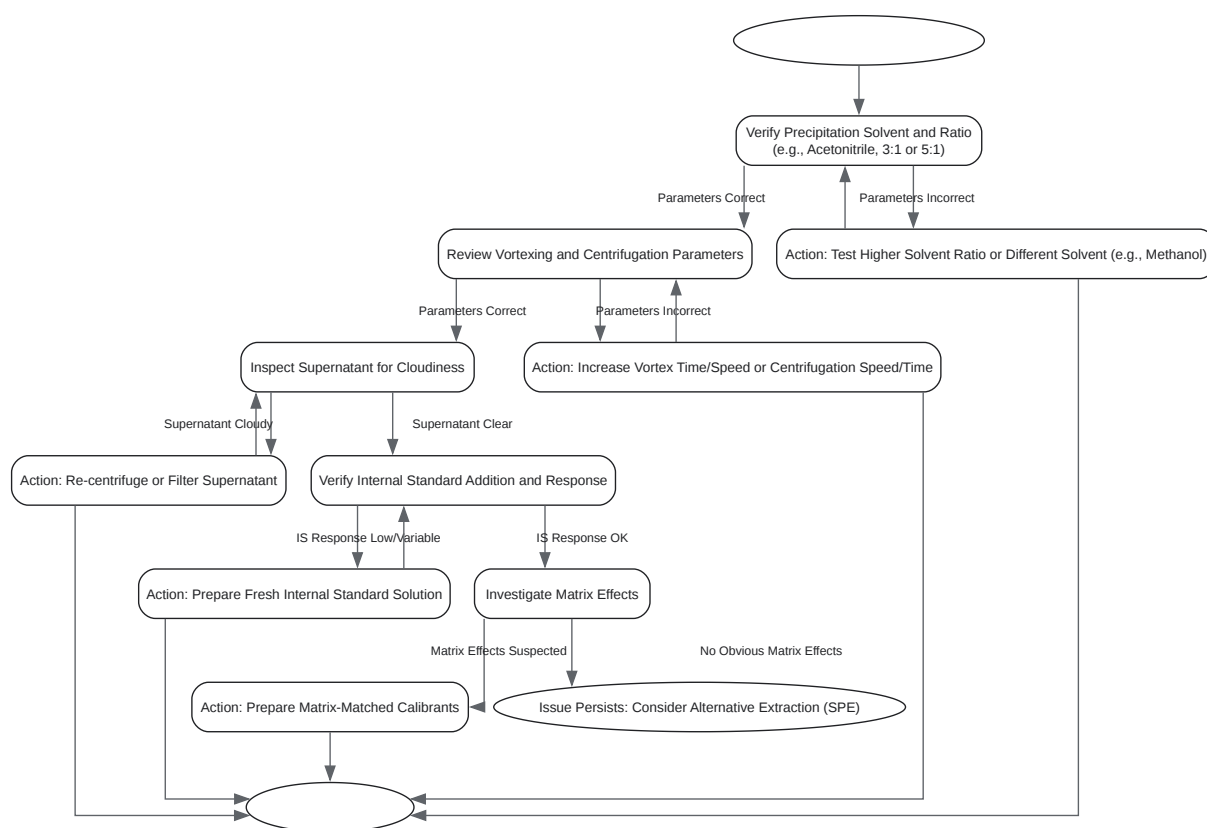 Verify Precipitation Solvent and Ratio
(e.g., Acetonitrile, 3:1 or 5:1)
Parameters Correct
Parameters Incorrect
Review Vortexing and Centrifugation Parameters
Action: Test Higher Solvent Ratio or Different Solvent (e.g., Methanol)
Parameters Correct
Parameters Incorrect
Inspect Supernatant for Cloudiness
Action: Increase Vortex Time/Speed or Centrifugation Speed/Time
Supernatant Cloudy
Supernatant Clear
Action: Re-centrifuge or Filter Supernatant
Verify Internal Standard Addition and Response
IS Response Low/Variable
IS Response OK
Action: Prepare Fresh Internal Standard Solution
Investigate Matrix Effects
Matrix Effects Suspected
No Obvious Matrix Effects
Action: Prepare Matrix-Matched Calibrants
Issue Persists: Consider Alternative Extraction (SPE)